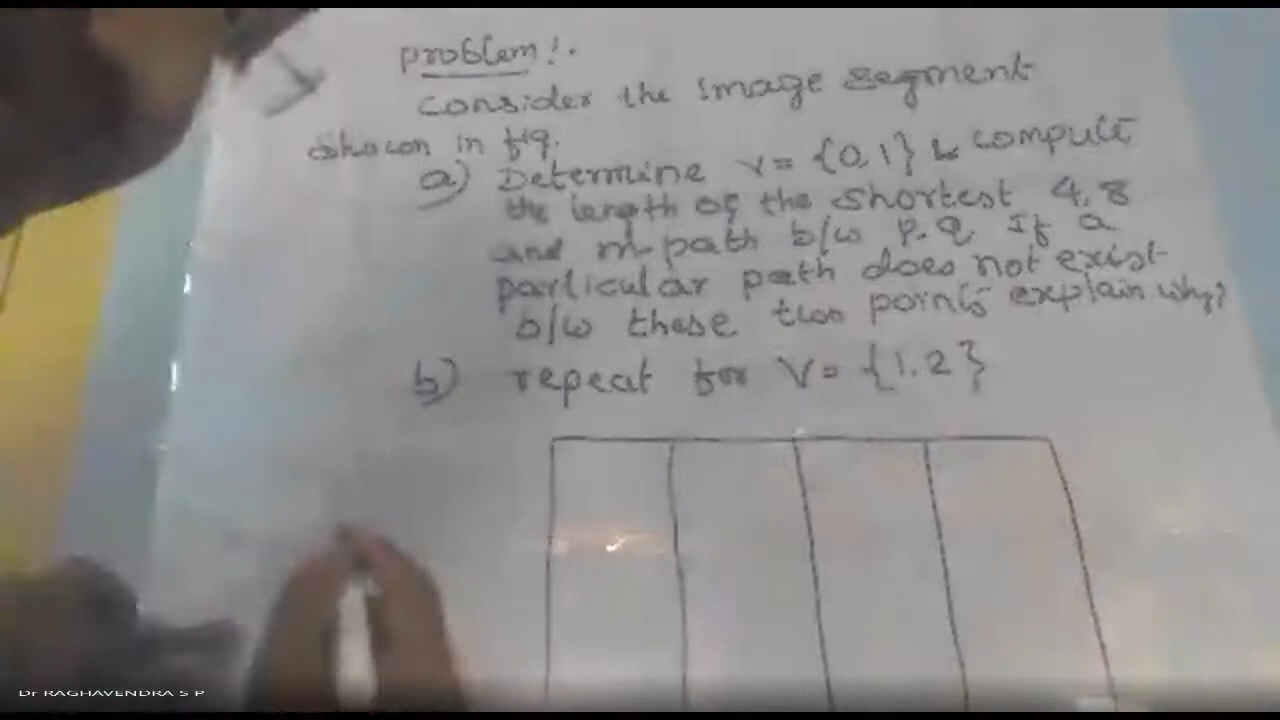 problem:.
consider the image segment
shown in fig.
a) Determine V = {0,1} & compute
the length of the shortest 4,8
and m path b/w p.q. If a
particular path does not exist
b/w these two points explain why?
b) repeat for V = {1.2}
Dr RAGHAVENDRA S P